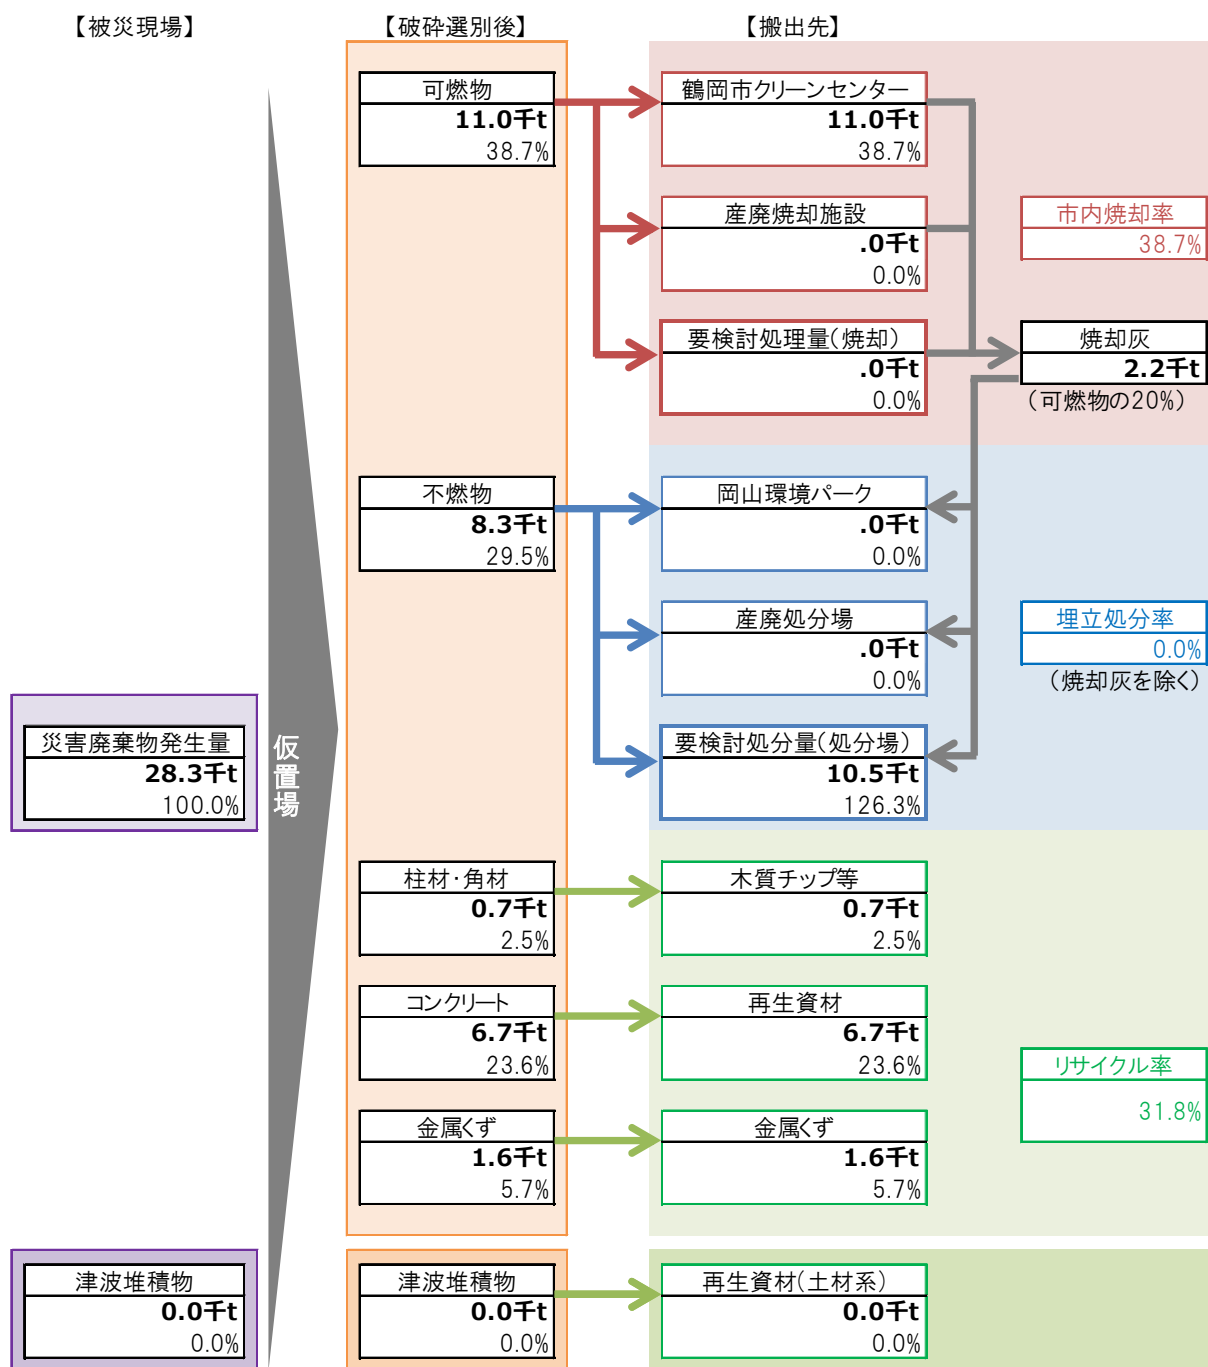 【被災現場】
【破砕選別後】
【搬出先】
可燃物
11.0千t
38.7%
鶴岡市クリーンセンター
11.0千t
38.7%
産廃焼却施設
.0千t
0.0%
市内焼却率
38.7%
要検討処理量(焼却)
.0千t
0.0%
焼却灰
2.2千t
(可燃物の20%)
不燃物
8.3千t
29.5%
岡山環境パーク
.0千t
0.0%
産廃処分場
.0千t
0.0%
埋立処分率
0.0%
(焼却灰を除く)
災害廃棄物発生量
28.3千t
100.0%
仮置場
要検討処分量(処分場)
10.5千t
126.3%
柱材・角材
0.7千t
2.5%
木質チップ等
0.7千t
2.5%
コンクリート
6.7千t
23.6%
再生資材
6.7千t
23.6%
リサイクル率
31.8%
金属くず
1.6千t
5.7%
金属くず
1.6千t
5.7%
津波堆積物
0.0千t
0.0%
津波堆積物
0.0千t
0.0%
再生資材(土材系)
0.0千t
0.0%